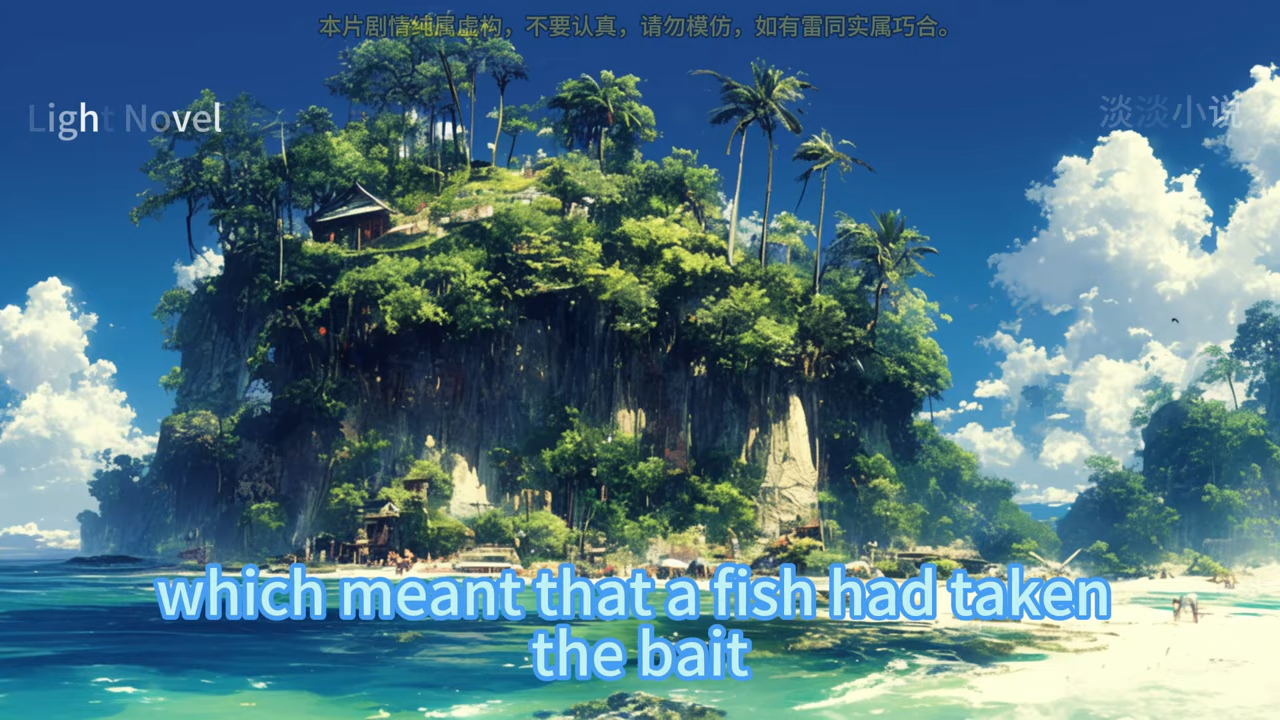 本片剧情纯属虚构，不要认真，请勿模仿，如有雷同实属巧合。
Light Novel
淡淡小说
which meant that a fish had taken
the bait